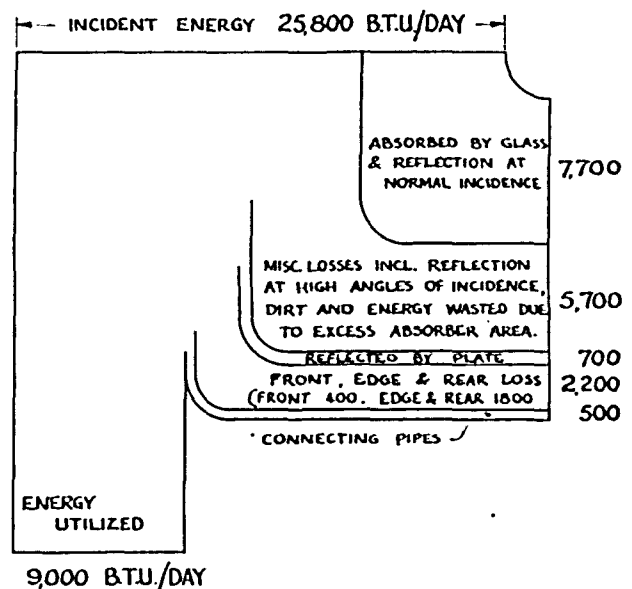 INCIDENT ENERGY 25,800 B.T.U./DAY
ABSORBED BY GLASS
& REFLECTION AT
NORMAL INCIDENCE
7,700
MISC. LOSSES INCL. REFLECTION
AT HIGH ANGLES OF INCIDENCE,
DIRT AND ENERGY WASTED DUE
TO EXCESS ABSORBER AREA.
5,700
REFLECTED BY PLATE
700
FRONT, EDGE & REAR LOSS
(FRONT 400. EDGE & REAR 1800
2,200
500
CONNECTING PIPES
ENERGY
UTILIZED
9,000 B.T.U./DAY